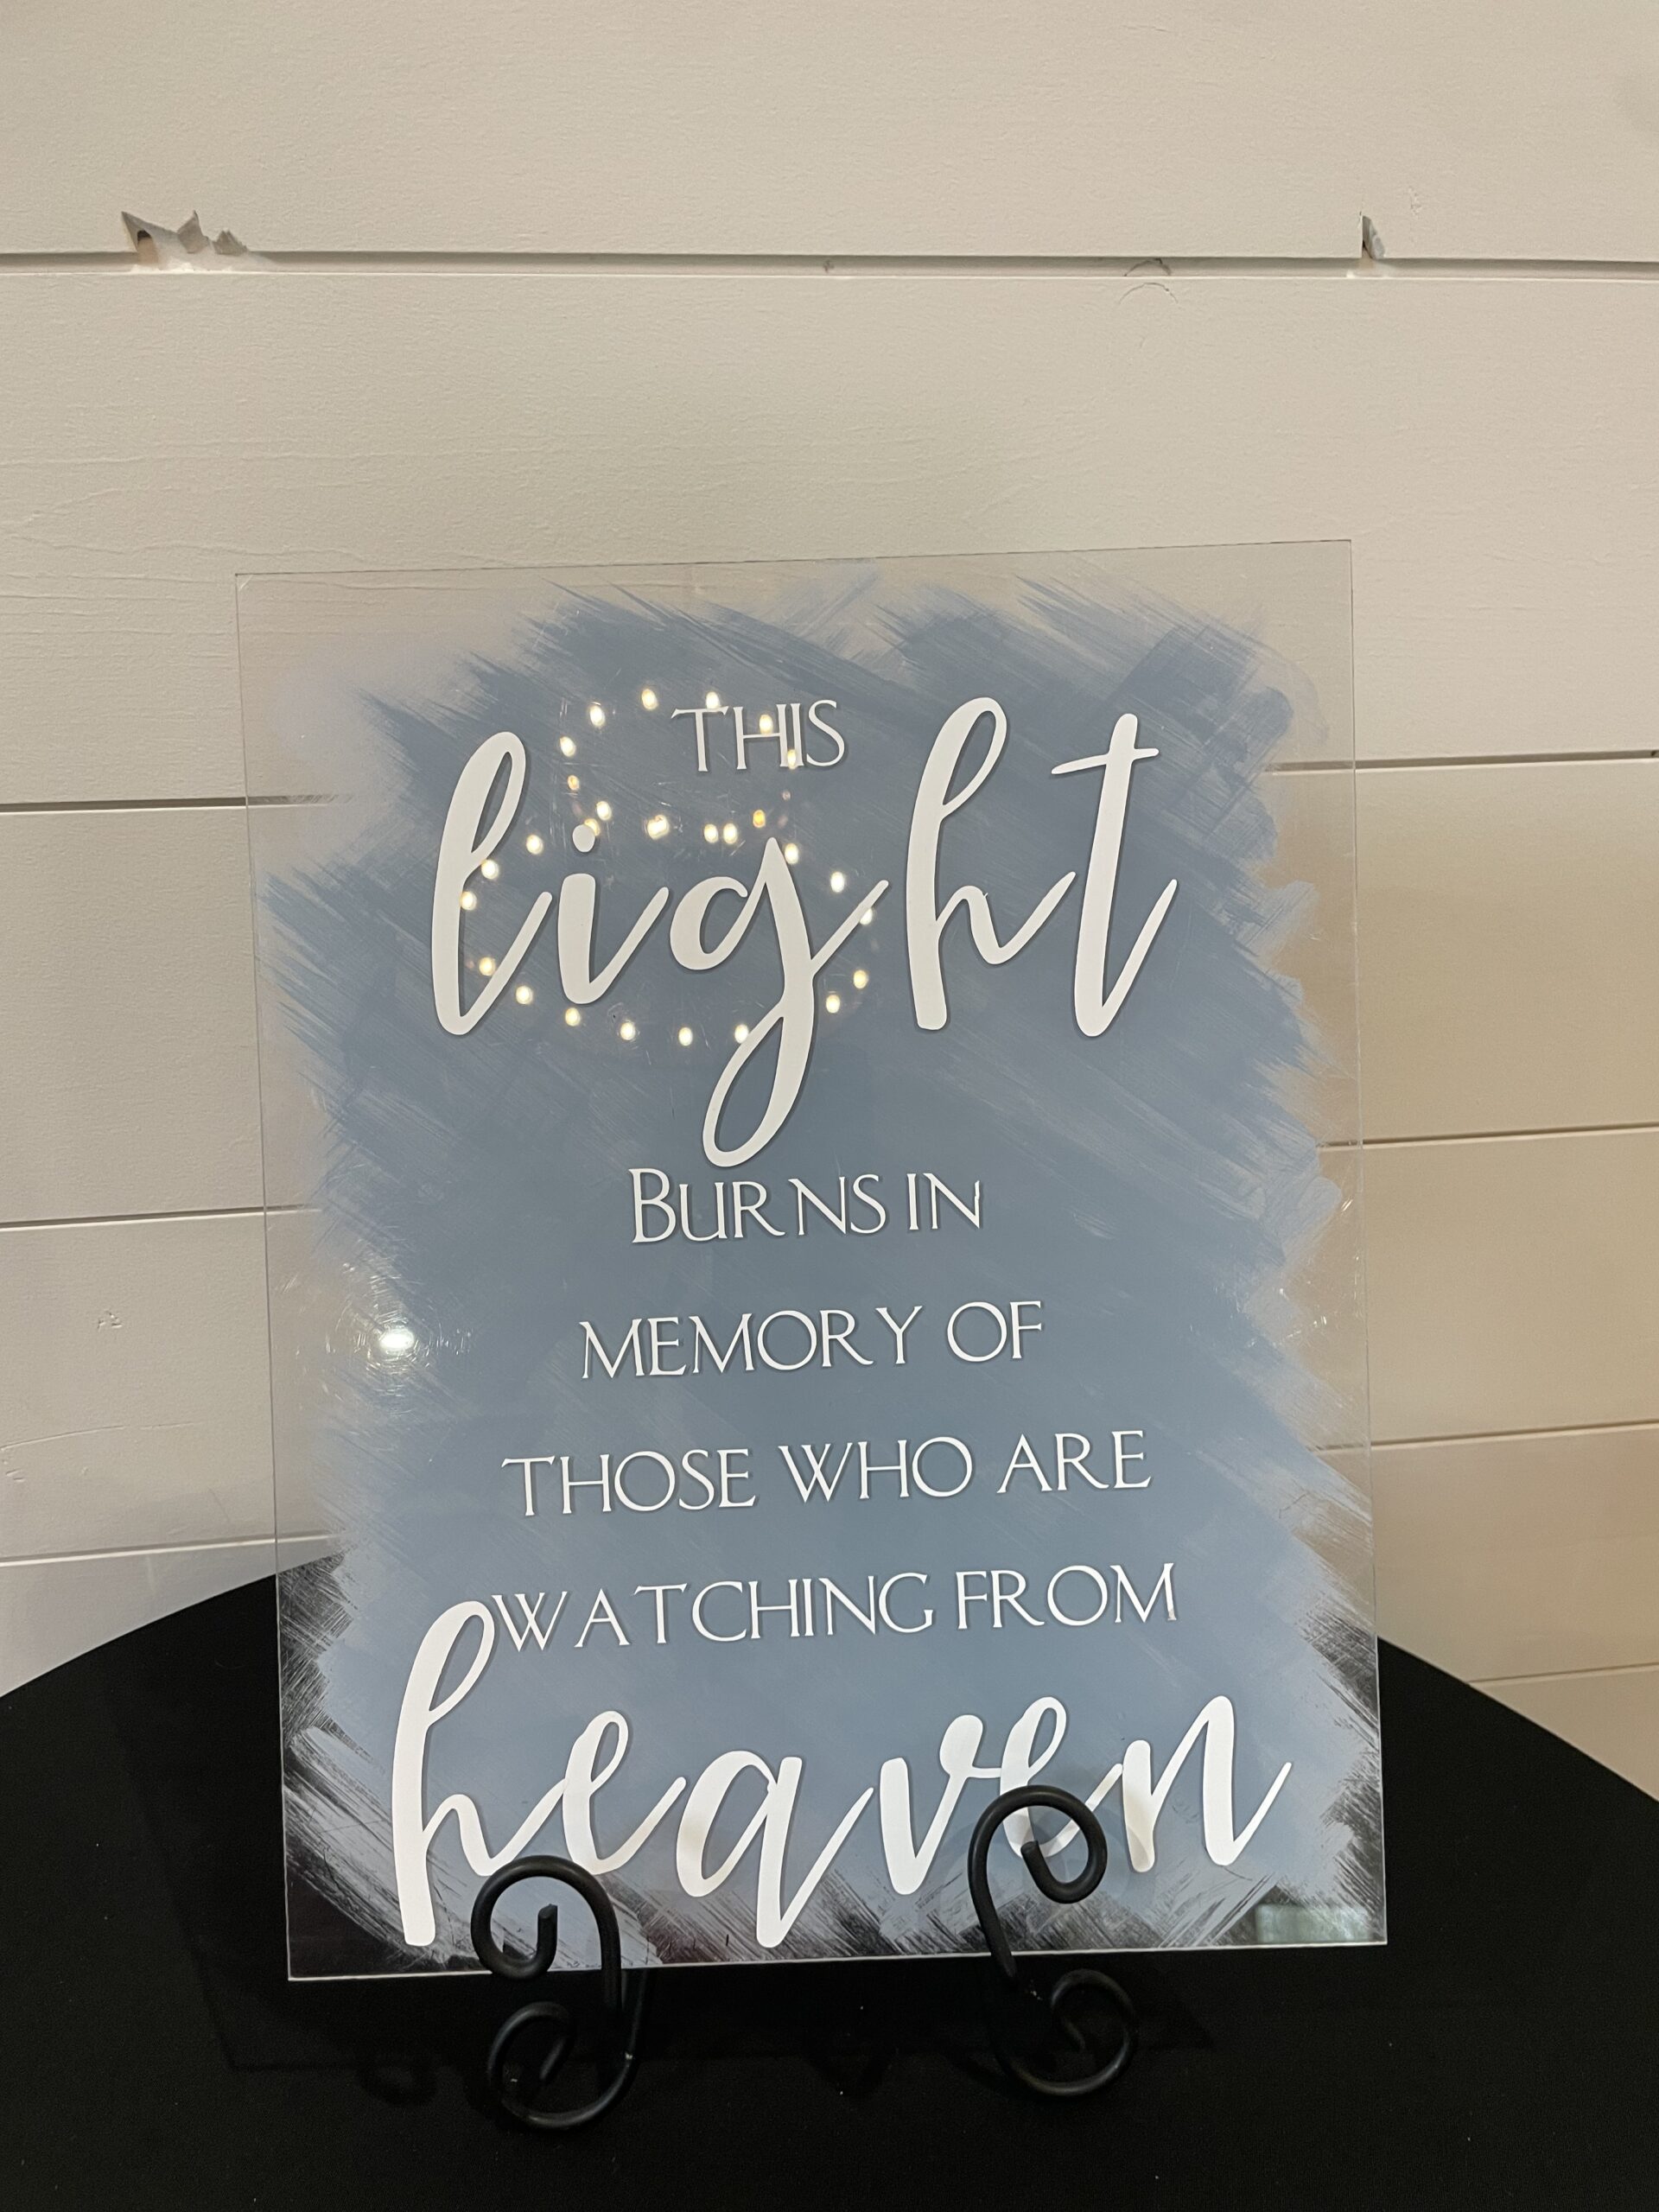 THIS
light
BURNS IN
MEMORY OF
THOSE WHO ARE
WATCHING FROM
heaven